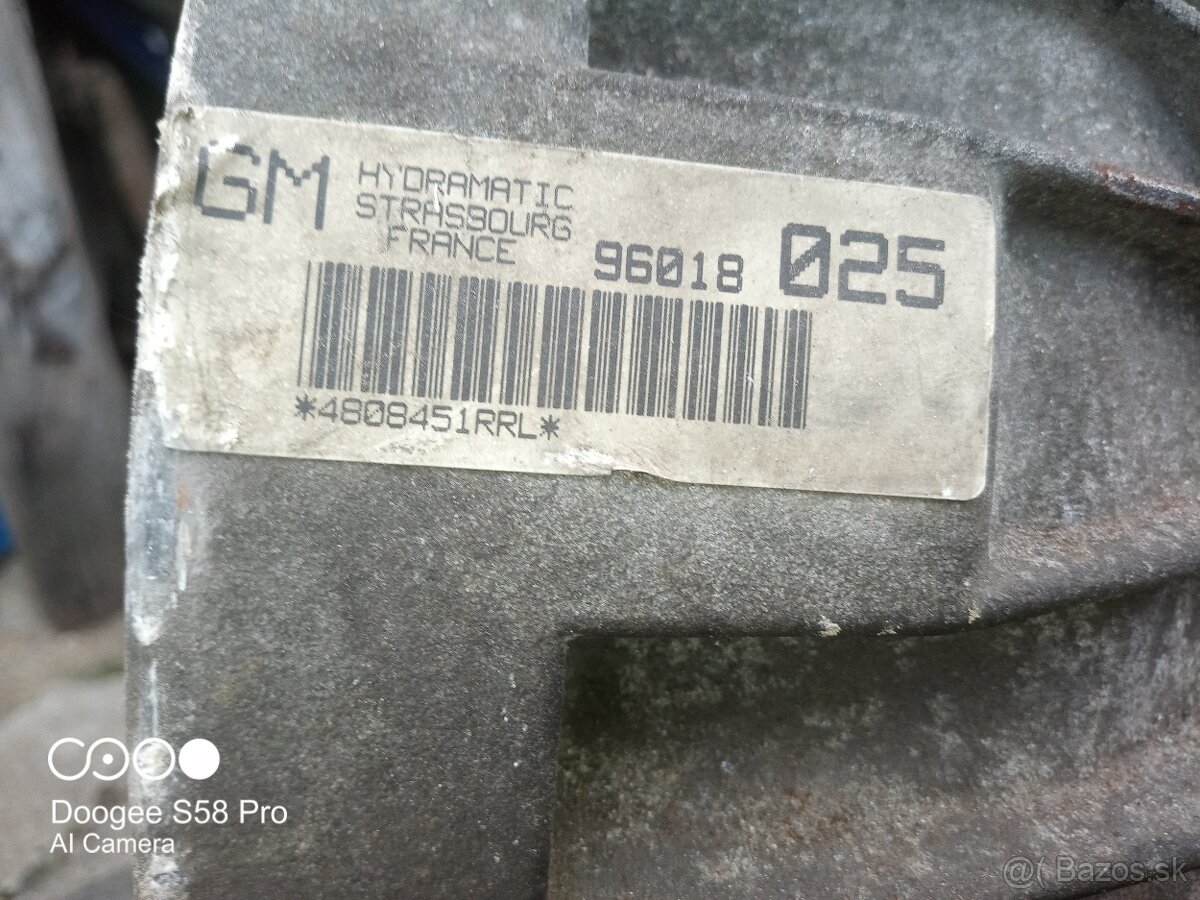 GM HYDRAMATIC
STRASBOURG
FRANCE 96018 025
*4808451RRL*
Doogee S58 Pro
AI Camera
@( Bazos.sk